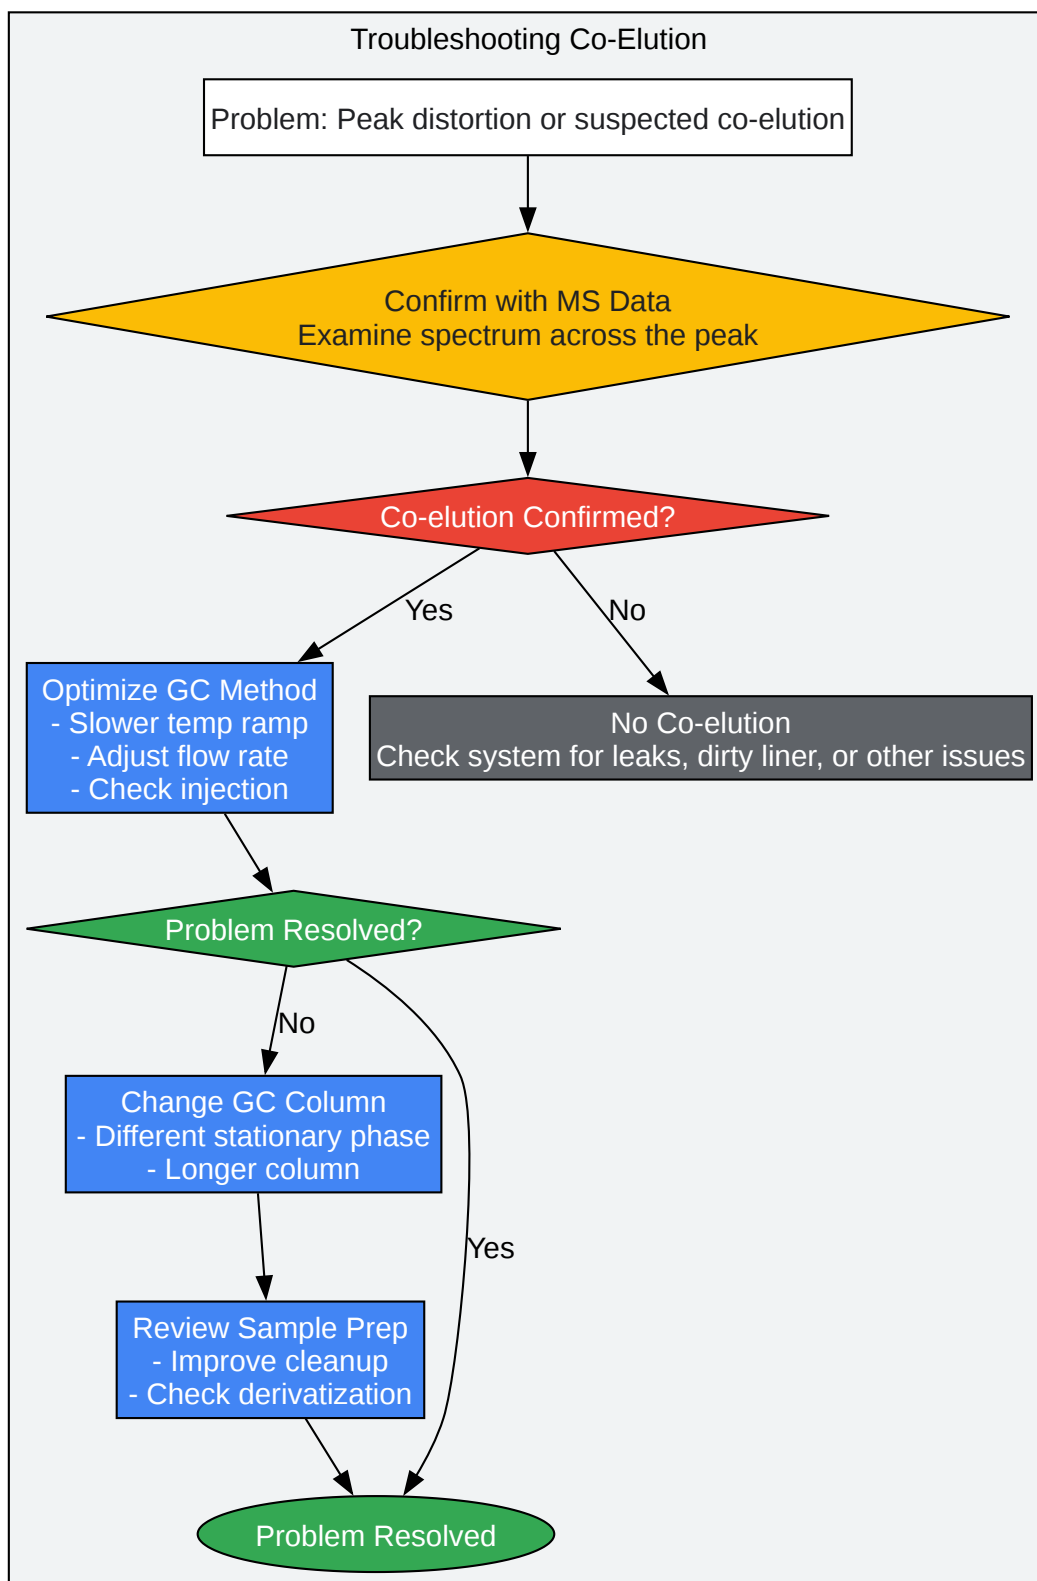 Troubleshooting Co-Elution
Problem: Peak distortion or suspected co-elution
Confirm with MS Data
Examine spectrum across the peak
Co-elution Confirmed?
Yes
No
Optimize GC Method
- Slower temp ramp
- Adjust flow rate
- Check injection
No Co-elution
Check system for leaks, dirty liner, or other issues
Problem Resolved?
No
Change GC Column
- Different stationary phase
- Longer column
Yes
Review Sample Prep
- Improve cleanup
- Check derivatization
Problem Resolved